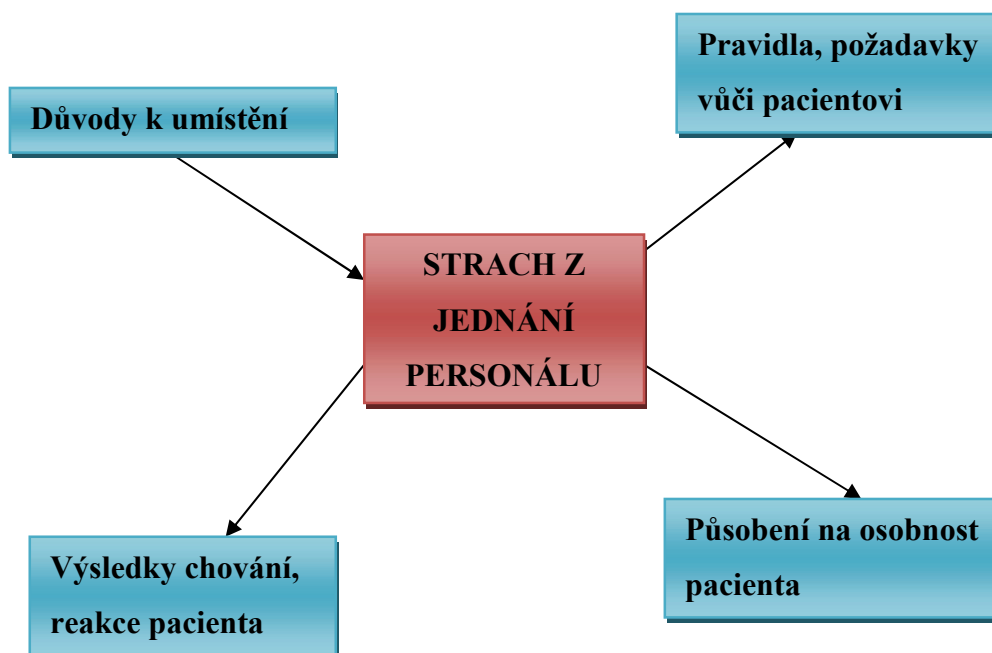 Pravidla, požadavky
vůči pacientovi
Důvody k umístění
STRACH Z
JEDNÁNÍ
PERSONÁLU
Působení na osobnost
pacienta
Výsledky chování,
reakce pacienta